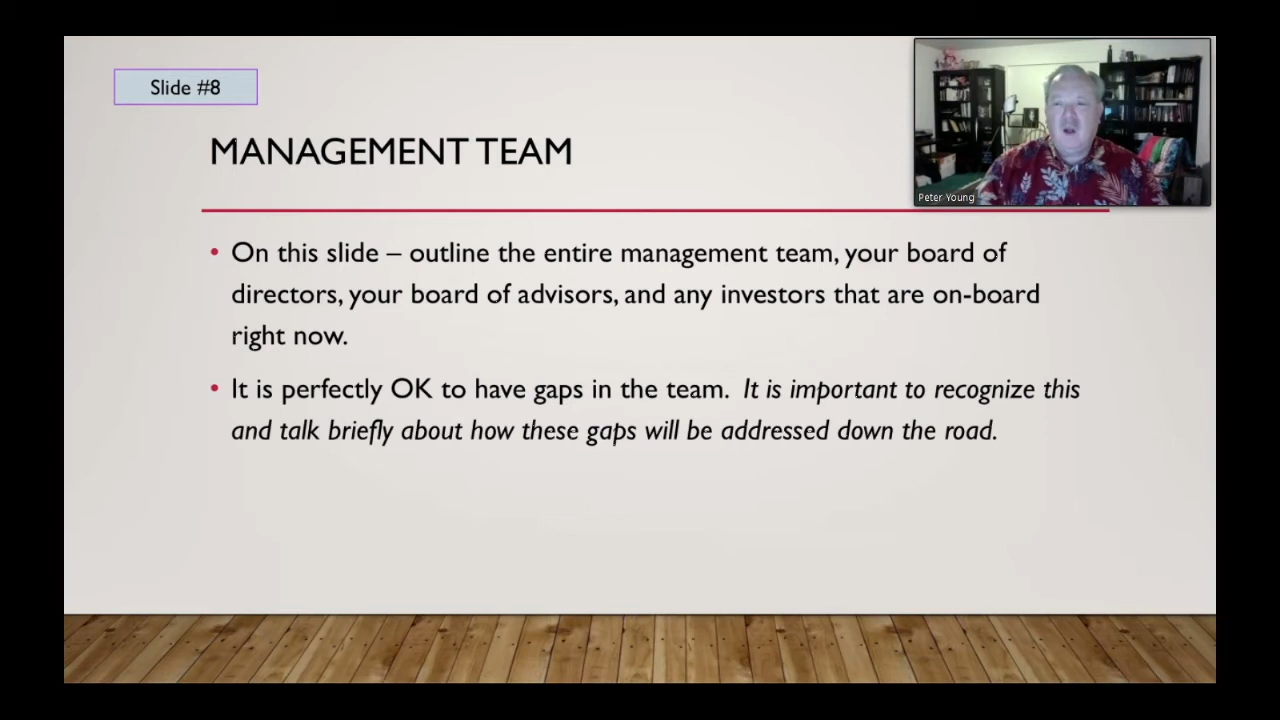 Slide #8
MANAGEMENT TEAM
Peter Young
• On this slide – outline the entire management team, your board of
directors, your board of advisors, and any investors that are on-board
right now.
• It is perfectly OK to have gaps in the team. It is important to recognize this
and talk briefly about how these gaps will be addressed down the road.